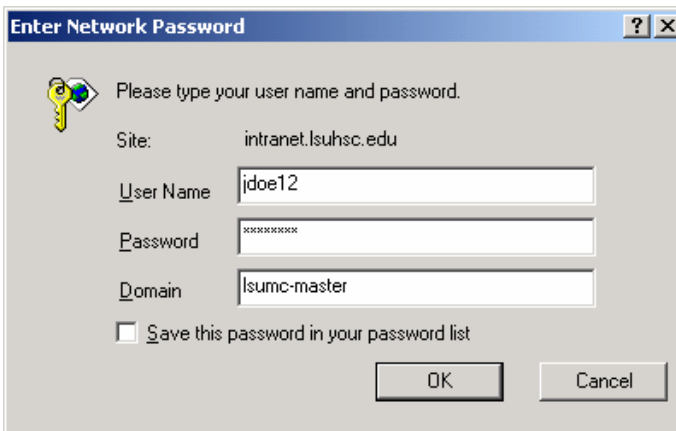 Enter Network Password
Please type your user name and password.
Site: intranet.lsuhsc.edu
User Name jdoe12
Password ********
Domain lsumc-master
Save this password in your password list
OK Cancel